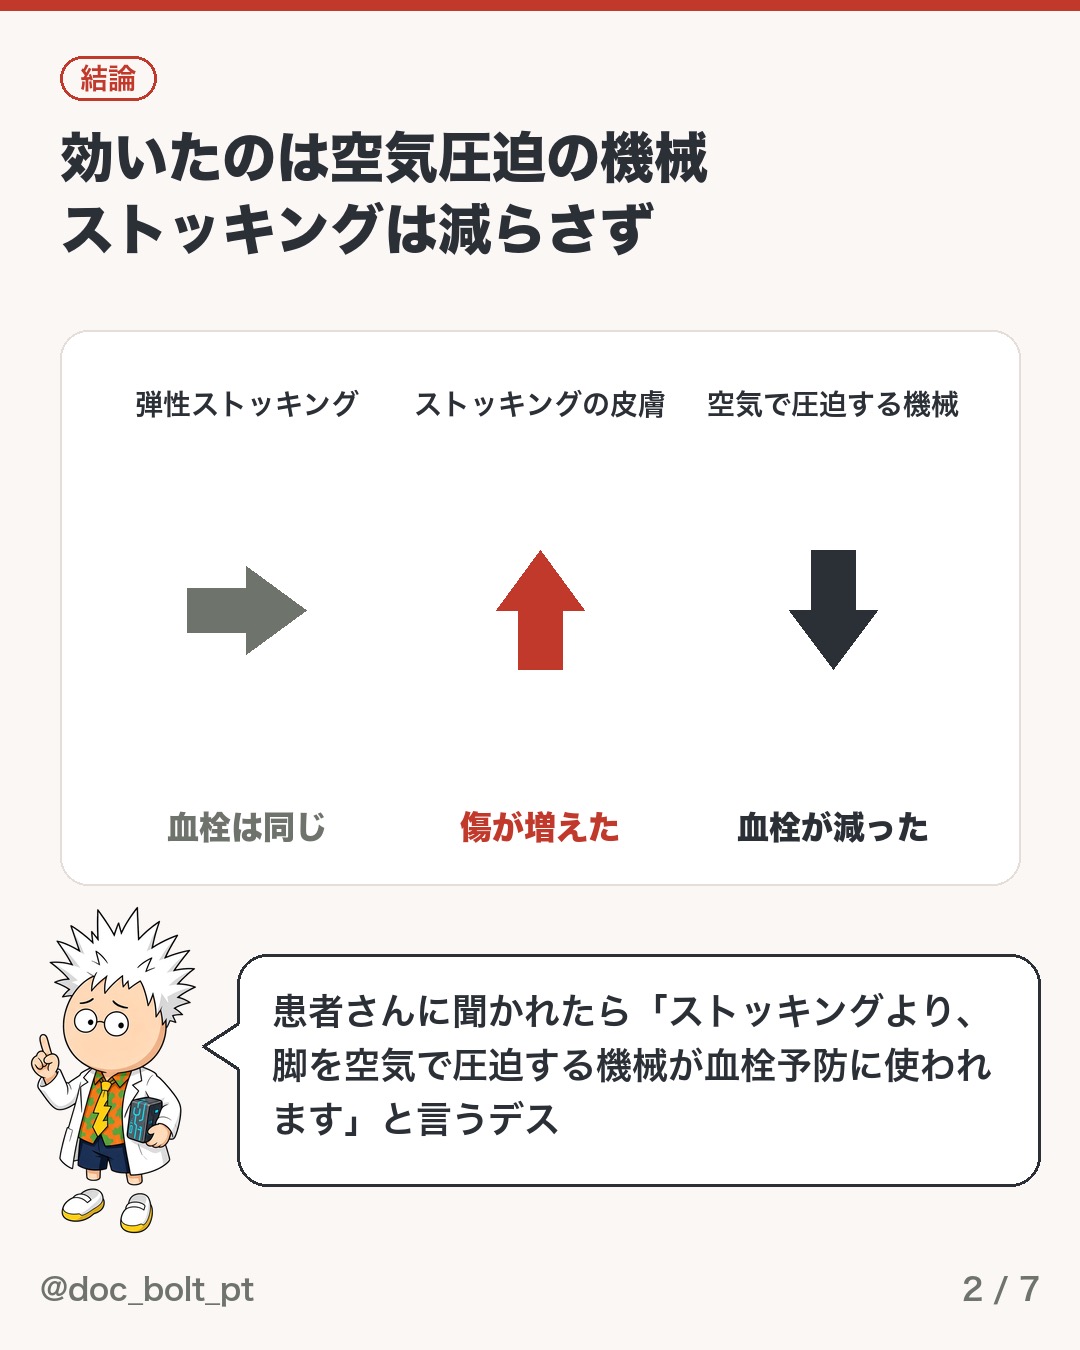 結論
効いたのは空気圧迫の機械
ストッキングは減らさず
弾性ストッキング
ストッキングの皮膚
空気で圧迫する機械
血栓は同じ
傷が増えた
血栓が減った
患者さんに聞かれたら「ストッキングより、
脚を空気で圧迫する機械が血栓予防に使われ
ます」と言うデス
@doc_bolt_pt
2 / 7